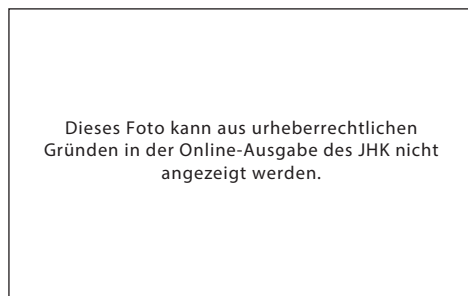 Dieses Foto kann aus urheberrechtlichen
Gründen in der Online-Ausgabe des JHK nicht
angezeigt werden.